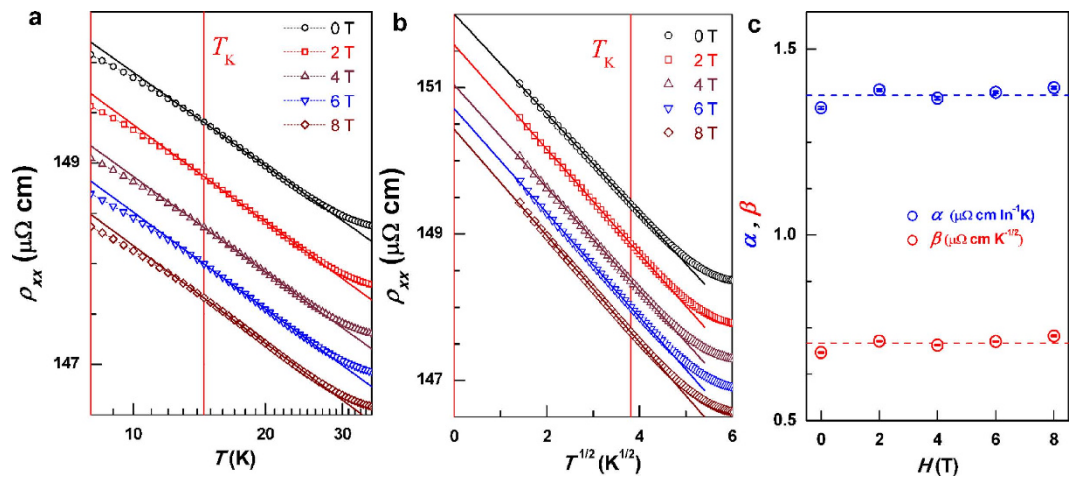 a
T_K
0 T
2 T
4 T
6 T
8 T
149
147
ρ_xx (μΩ cm)
10
20
30
T (K)
b
T_K
0 T
2 T
4 T
6 T
8 T
151
149
147
ρ_xx (μΩ cm)
0
2
4
6
T^1/2 (K^1/2)
c
1.5
1.0
0.5
α , β
α (μΩ cm ln^-1K)
β (μΩ cm K^-1/2)
0
2
4
6
8
H (T)